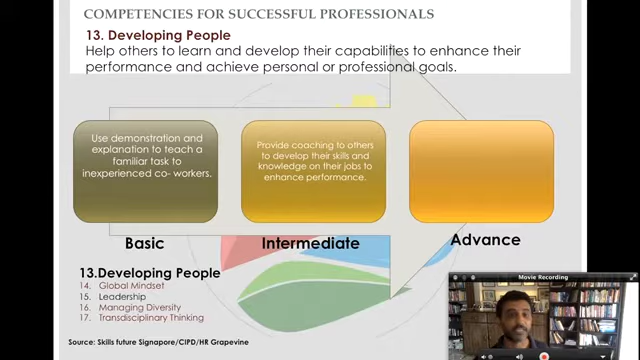 COMPETENCIES FOR SUCCESSFUL PROFESSIONALS
13. Developing People
Help others to learn and develop their capabilities to enhance their
performance and achieve personal or professional goals.
Use demonstration and
explanation to teach a
familiar task to
inexperienced co- workers.
Provide coaching to others
to develop their skills and
knowledge on their jobs to
enhance performance.
Basic
Intermediate
Advance
13.Developing People
14. Global Mindset
15. Leadership
16. Managing Diversity
17. Transdisciplinary Thinking
Source: Skills future Signapore/CIPD/HR Grapevine
Movie Recording